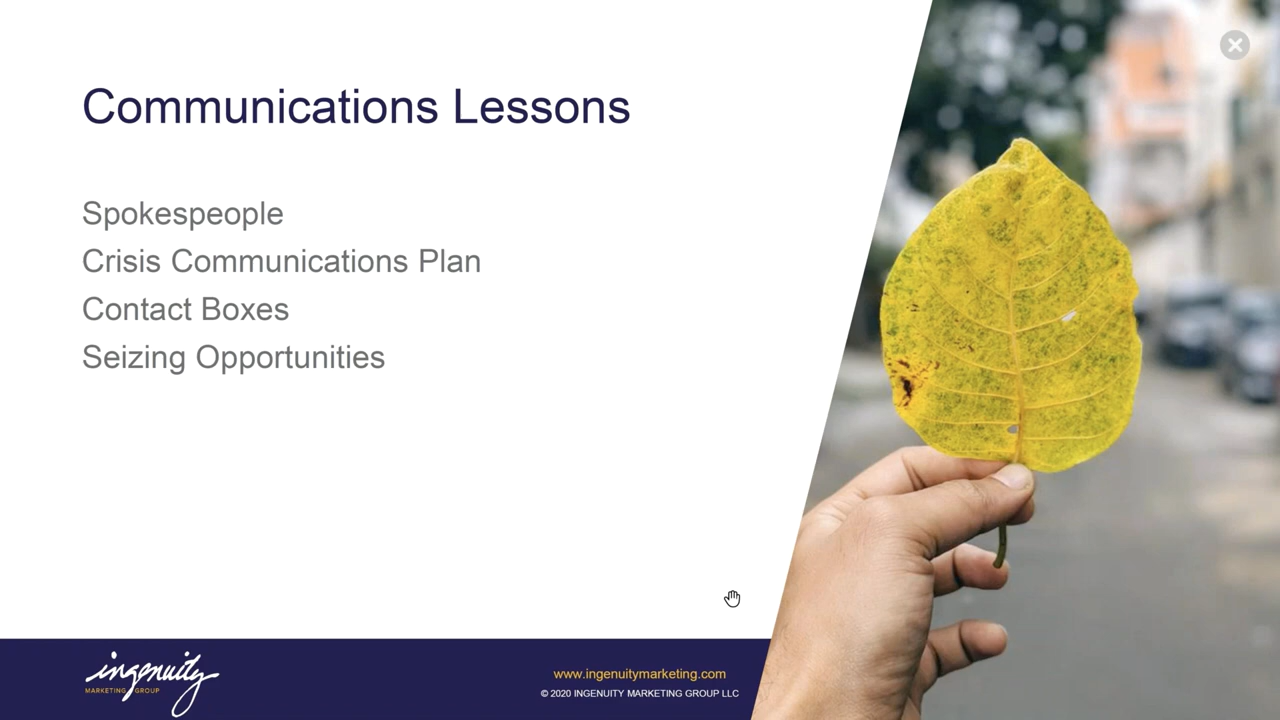 Communications Lessons
Spokespeople
Crisis Communications Plan
Contact Boxes
Seizing Opportunities
ingenuity
MARKETING GROUP
www.ingenuitymarketing.com
© 2020 INGENUITY MARKETING GROUP LLC